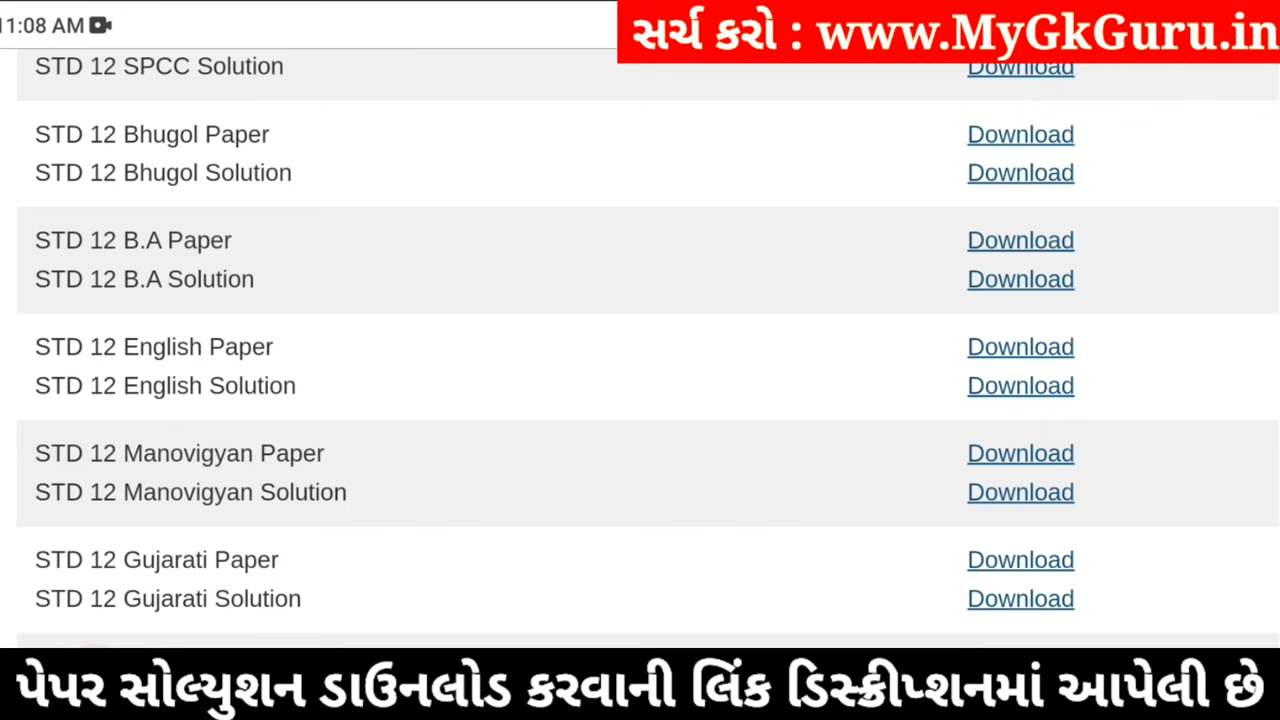 11:08 AM
સર્ચ કરો : www.MyGkGuru.in
STD 12 SPCC Solution Download
STD 12 Bhugol Paper Download
STD 12 Bhugol Solution Download
STD 12 B.A Paper Download
STD 12 B.A Solution Download
STD 12 English Paper Download
STD 12 English Solution Download
STD 12 Manovigyan Paper Download
STD 12 Manovigyan Solution Download
STD 12 Gujarati Paper Download
STD 12 Gujarati Solution Download
પેપર સોલ્યુશન ડાઉનલોડ કરવાની લિંક ડિસ્ક્રીપ્શનમાં આપેલી છે